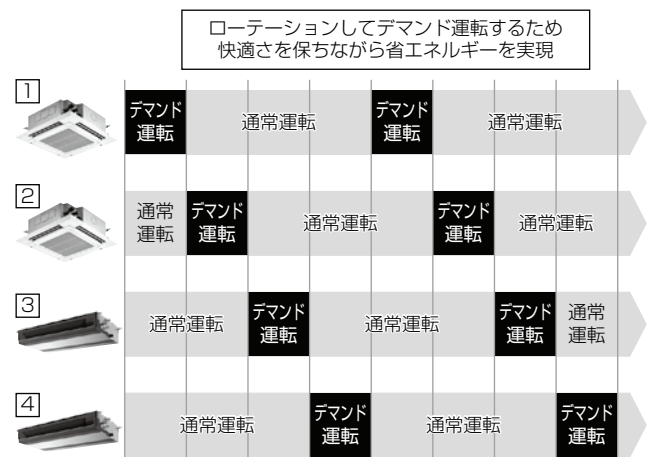 ローテーションしてデマンド運転するため
快適さを保ちながら省エネルギーを実現
1
デマンド
運転
通常運転
デマンド
運転
通常運転
2
通常
運転
デマンド
運転
通常運転
デマンド
運転
通常運転
3
通常運転
デマンド
運転
通常運転
デマンド
運転
通常
運転
4
通常運転
デマンド
運転
通常運転
デマンド
運転